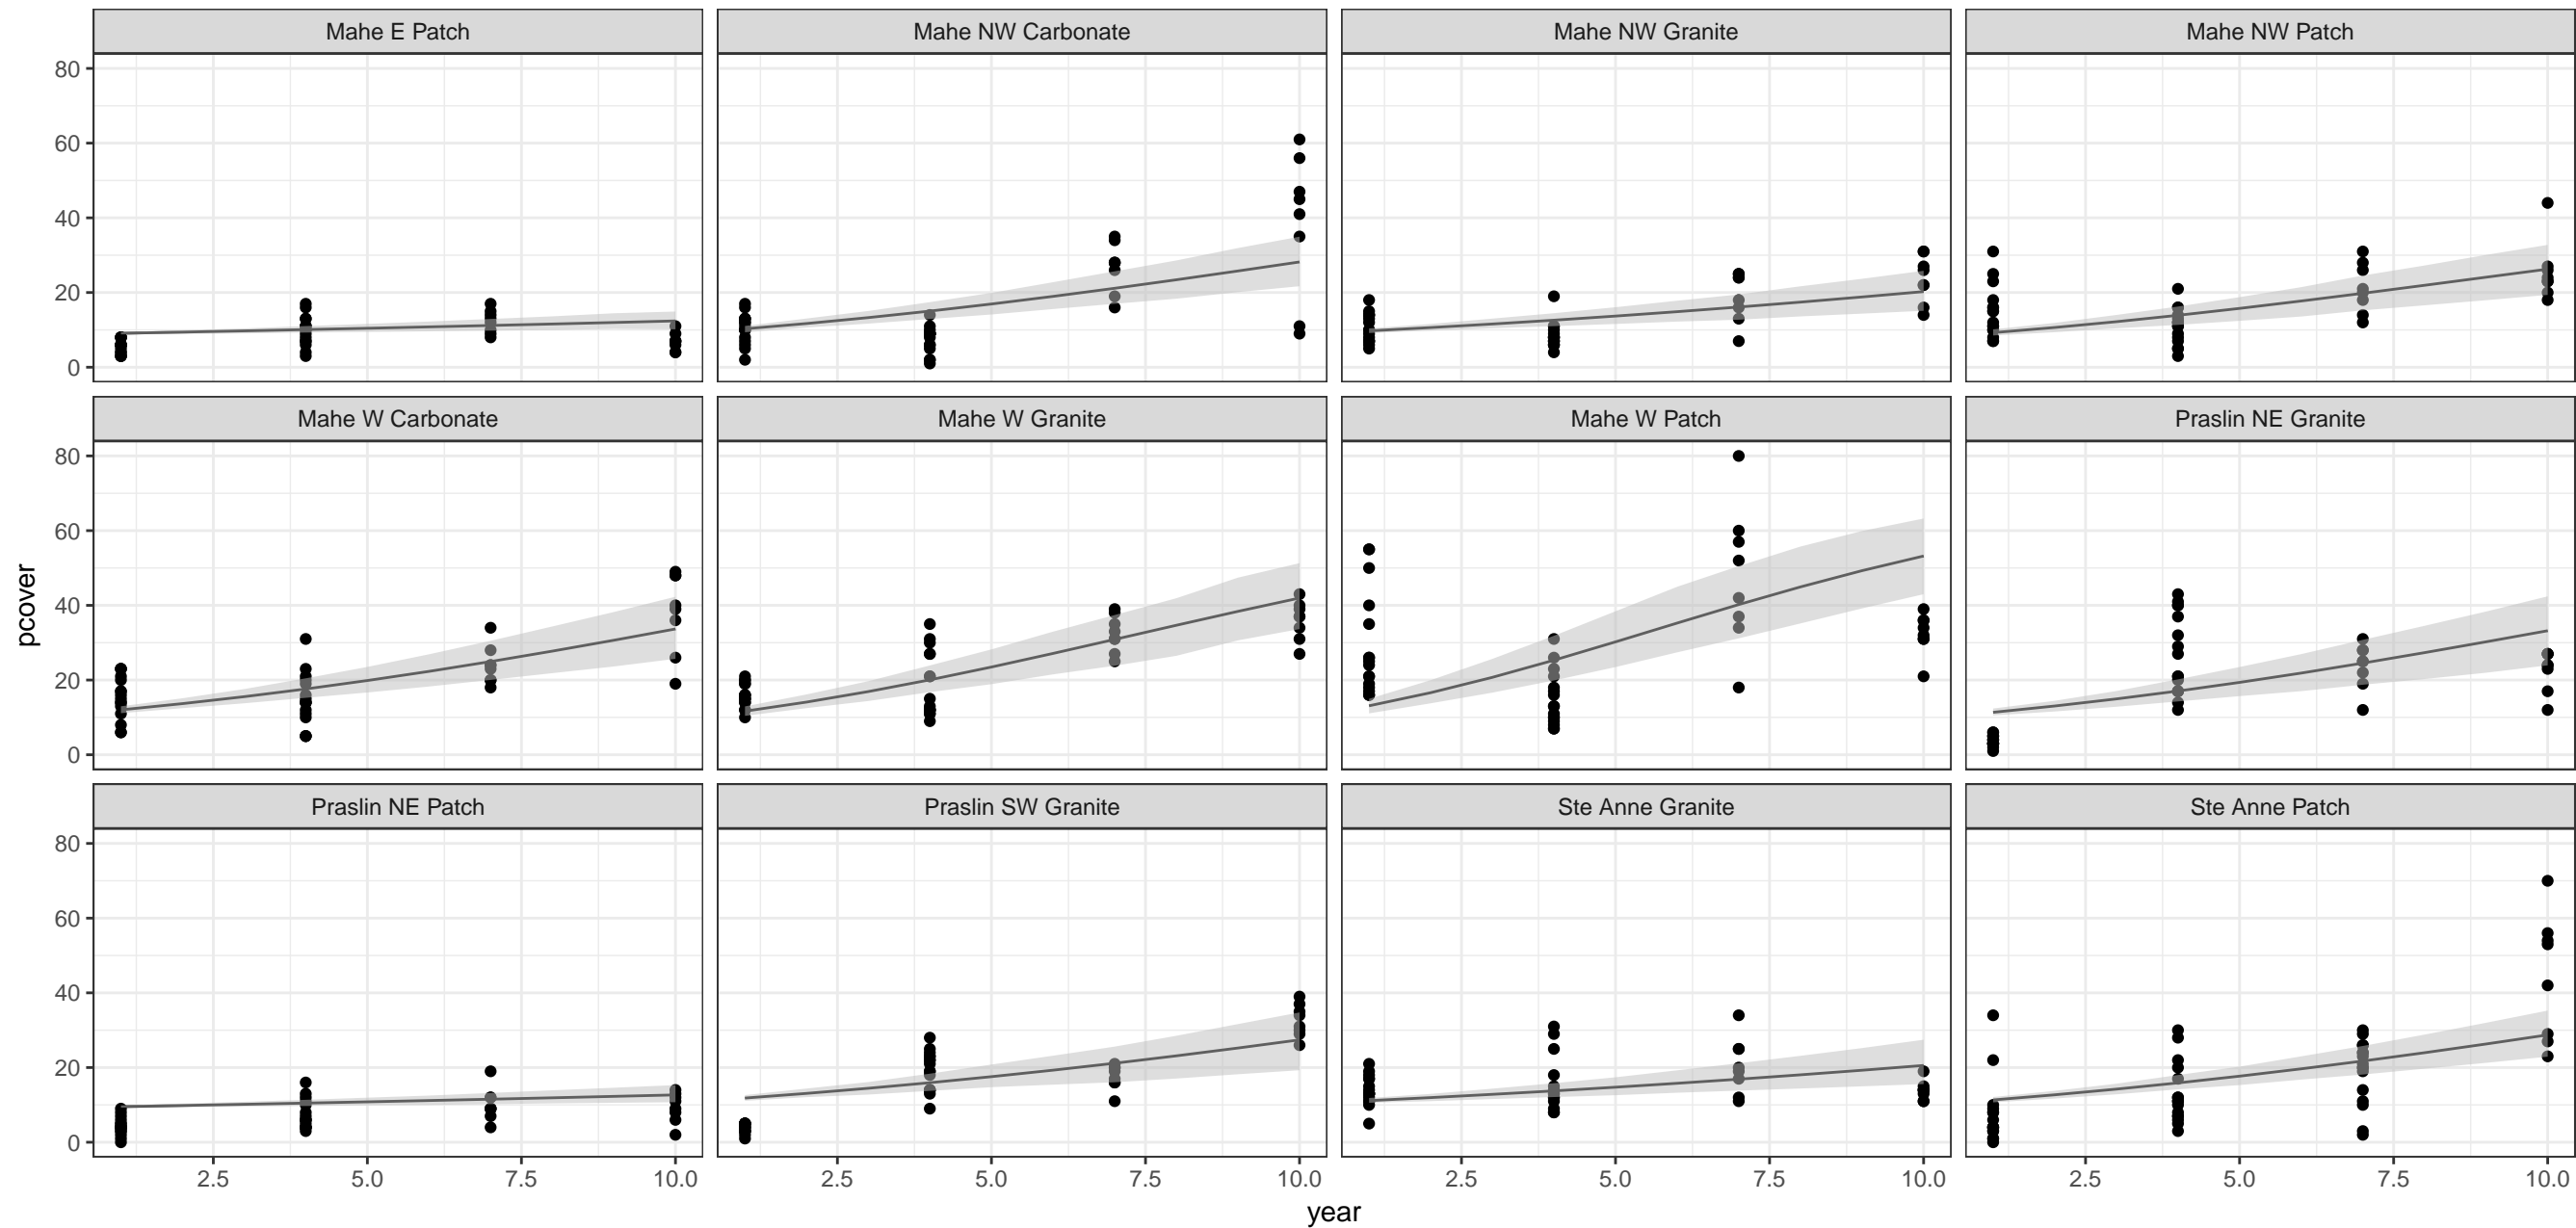 Mahe E Patch Mahe NW Carbonate Mahe NW Granite Mahe NW Patch
80
60
40
20
0
Mahe W Carbonate Mahe W Granite Mahe W Patch Praslin NE Granite
80
60
40
20
0
pcover
Praslin NE Patch Praslin SW Granite Ste Anne Granite Ste Anne Patch
80
60
40
20
0
2.5 5.0 7.5 10.0 2.5 5.0 7.5 10.0 2.5 5.0 7.5 10.0 2.5 5.0 7.5 10.0
year